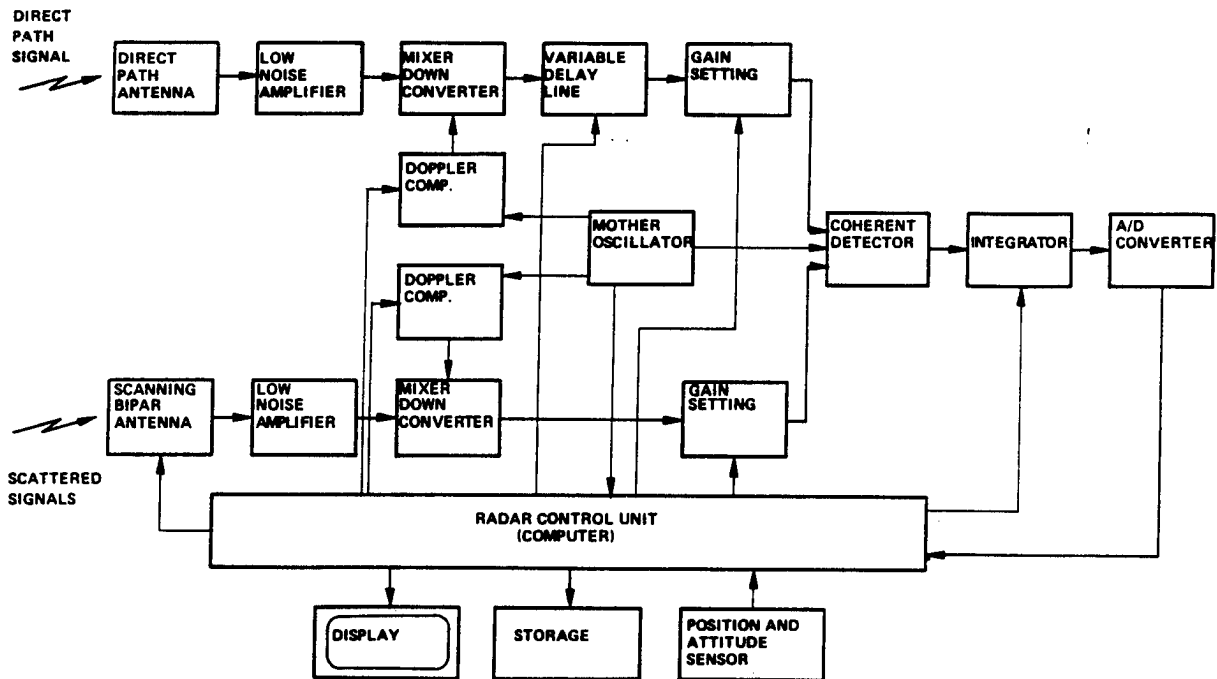 DIRECT
PATH
SIGNAL
DIRECT
PATH
ANTENNA
LOW
NOISE
AMPLIFIER
MIXER
DOWN
CONVERTER
VARIABLE
DELAY
LINE
GAIN
SETTING
DOPPLER
COMP.
MOTHER
OSCILLATOR
COHERENT
DETECTOR
INTEGRATOR
A/D
CONVERTER
DOPPLER
COMP.
SCANNING
BIPAR
ANTENNA
LOW
NOISE
AMPLIFIER
MIXER
DOWN
CONVERTER
GAIN
SETTING
SCATTERED
SIGNALS
RADAR CONTROL UNIT
(COMPUTER)
DISPLAY
STORAGE
POSITION AND
ATTITUDE
SENSOR